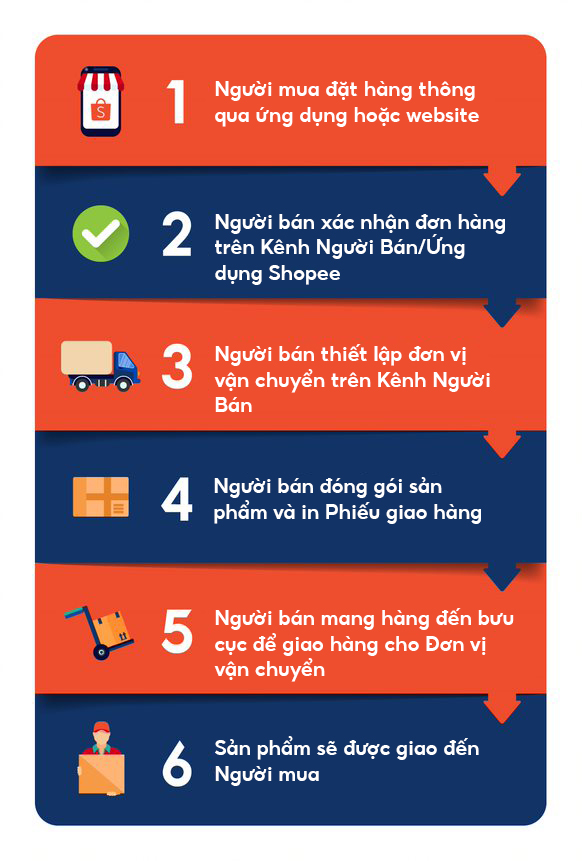 1
Người mua đặt hàng thông
qua ứng dụng hoặc website
S
2
Người bán xác nhận đơn hàng
trên Kênh Người Bán/Ứng
dụng Shopee
3
Người bán thiết lập đơn vị
vận chuyển trên Kênh Người
Bán
4
Người bán đóng gói sản
phẩm và in Phiếu giao hàng
5
Người bán mang hàng đến bưu
cục để giao hàng cho Đơn vị
vận chuyển
6
Sản phẩm sẽ được giao đến
Người mua